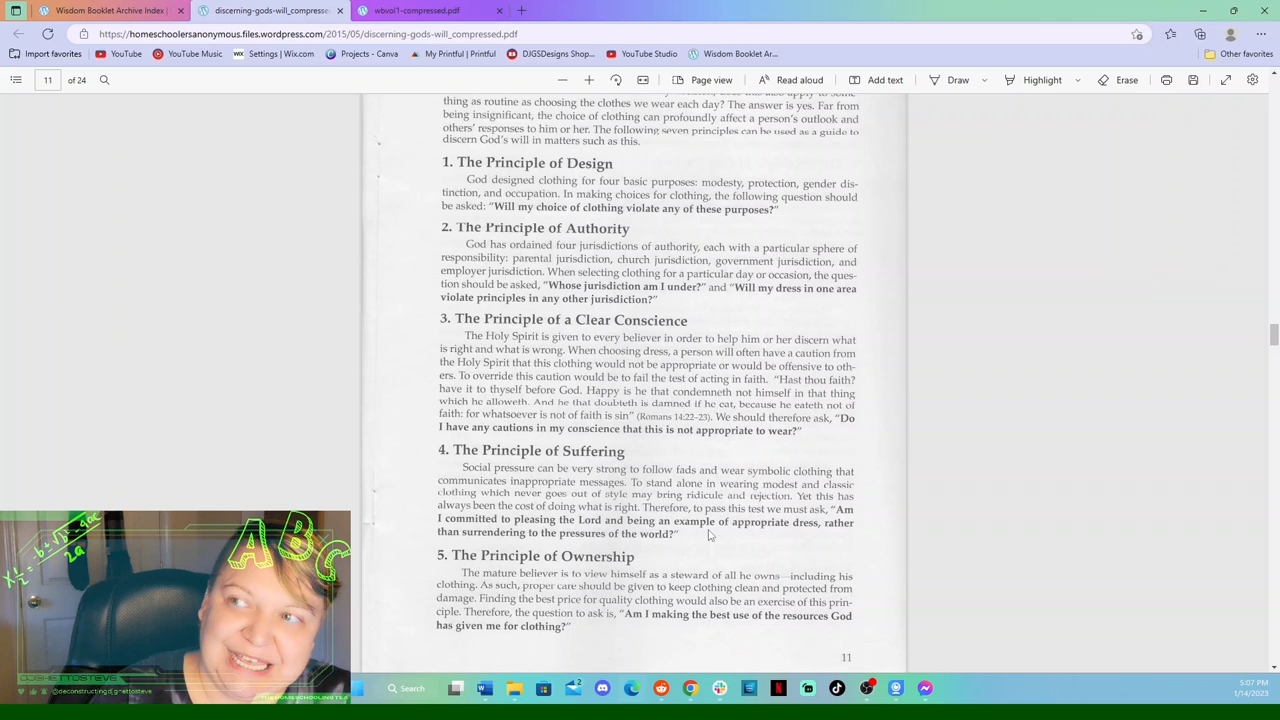 Wisdom Booklet Archive Index |
discerning-gods-will_compresse
wbvol1-compressed.pdf
https://homeschoolersanonymous.files.wordpress.com/2015/05/discerning-gods-will_compressed.pdf
Import favorites
YouTube
YouTube Music
WIX
Settings | Wix.com
Projects - Canva
My Printful | Printful
DJGSDesigns Shop...
YouTube Studio
Wisdom Booklet Ar...
Other favorites
11
of 24
Page view
Read aloud
Add text
Draw
Highlight
Erase
thing as routine as choosing the clothes we wear each day? The answer is yes. Far from
being insignificant, the choice of clothing can profoundly affect a person's outlook and
others' responses to him or her. The following seven principles can be used as a guide to
discern God's will in matters such as this.
1. The Principle of Design
God designed clothing for four basic purposes: modesty, protection, gender dis-
tinction, and occupation. In making choices for clothing, the following question should
be asked: "Will my choice of clothing violate any of these purposes?"
2. The Principle of Authority
God has ordained four jurisdictions of authority, each with a particular sphere of
responsibility: parental jurisdiction, church jurisdiction, government jurisdiction, and
employer jurisdiction. When selecting clothing for a particular day or occasion, the ques-
tion should be asked, "Whose jurisdiction am I under?" and "Will my dress in one area
violate principles in any other jurisdiction?"
3. The Principle of a Clear Conscience
The Holy Spirit is given to every believer in order to help him or her discern what
is right and what is wrong. When choosing dress, a person will often have a caution from
the Holy Spirit that this clothing would not be appropriate or would be offensive to oth-
ers. To override this caution would be to fail the test of acting in faith. "Hast thou faith?
have it to thyself before God. Happy is he that condemneth not himself in that thing
which he alloweth. And he that doubteth is damned if he eat, because he eateth not of
faith: for whatsoever is not of faith is sin" (Romans 14:22–23). We should therefore ask, "Do
I have any cautions in my conscience that this is not appropriate to wear?"
4. The Principle of Suffering
Social pressure can be very strong to follow fads and wear symbolic clothing that
communicates inappropriate messages. To stand alone in wearing modest and classic
clothing which never goes out of style may bring ridicule and rejection. Yet this has
always been the cost of doing what is right. Therefore, to pass this test we must ask, "Am
I committed to pleasing the Lord and being an example of appropriate dress, rather
than surrendering to the pressures of the world?"
5. The Principle of Ownership
The mature believer is to view himself as a steward of all he owns—including his
clothing. As such, proper care should be given to keep clothing clean and protected from
damage. Finding the best price for quality clothing would also be an exercise of this prin-
ciple. Therefore, the question to ask is, "Am I making the best use of the resources God
has given me for clothing?"
11
A B C
DJGHETTOSTEVE
@deconstructingdjghettosteve
THEHOMESCHOOLINGTEA
Search
2
5:07 PM
1/14/2023